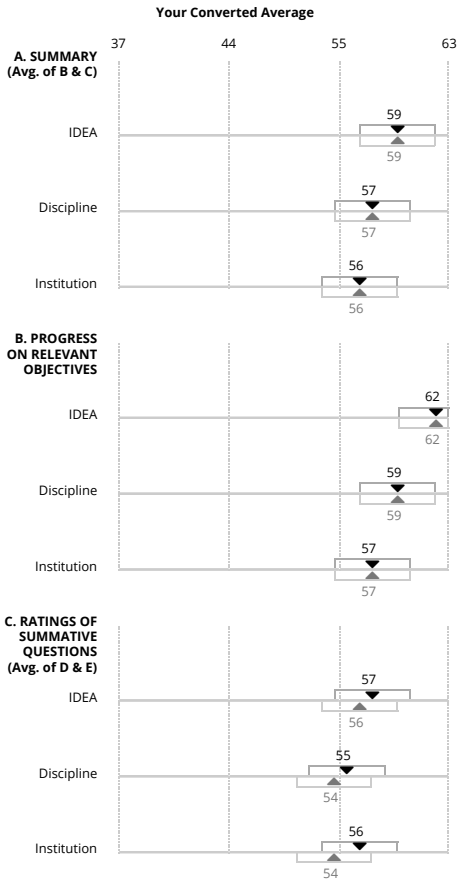 Your Converted Average
37 44 55 63
A. SUMMARY
(Avg. of B & C)
59
IDEA
59
57
Discipline
57
56
Institution
56
B. PROGRESS
ON RELEVANT
OBJECTIVES
62
IDEA
62
59
Discipline
59
57
Institution
57
C. RATINGS OF
SUMMATIVE
QUESTIONS
(Avg. of D & E)
57
IDEA
56
55
Discipline
54
56
Institution
54